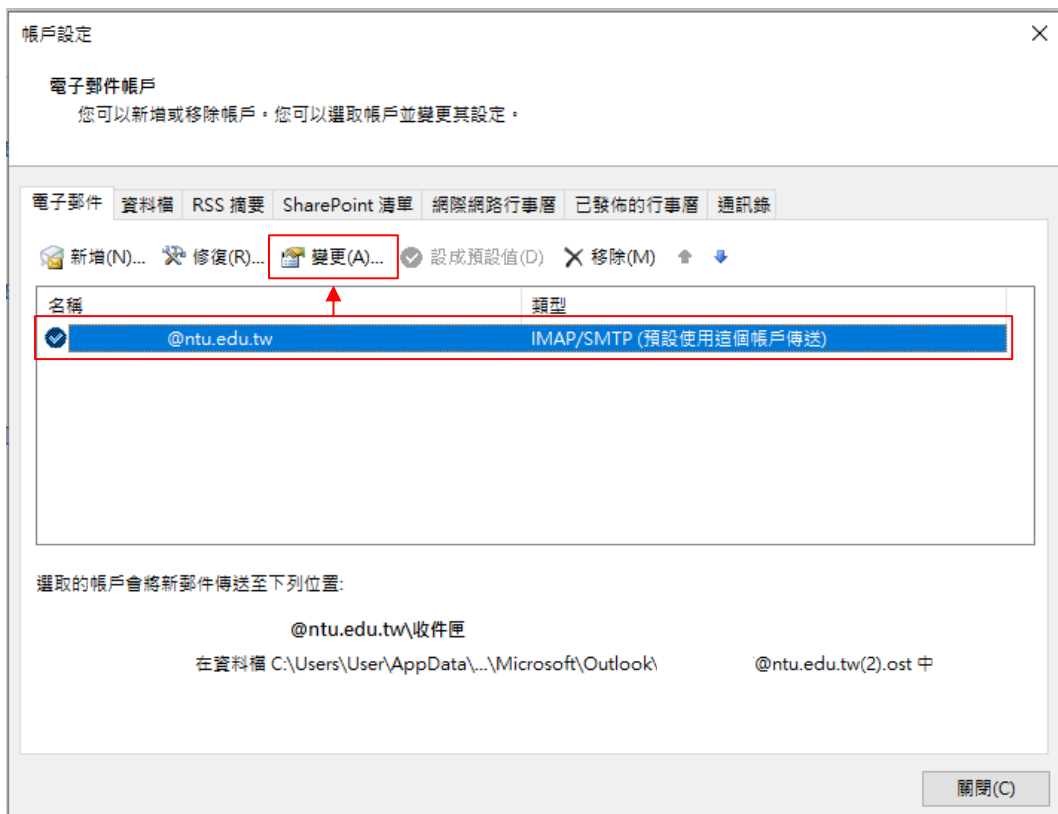 帳戶設定
電子郵件帳戶
您可以新增或移除帳戶。您可以選取帳戶並變更其設定。
電子郵件 資料檔 RSS 摘要 SharePoint 清單 網際網路行事曆 已發佈的行事曆 通訊錄
新增(N)... 修復(R)... 變更(A)... 設成預設值(D) 移除(M)
名稱 類型
@ntu.edu.tw IMAP/SMTP (預設使用這個帳戶傳送)
選取的帳戶會將新郵件傳送至下列位置:
@ntu.edu.tw\收件匣
在資料檔 C:\Users\User\AppData\...\Microsoft\Outlook\ @ntu.edu.tw(2).ost 中
關閉(C)